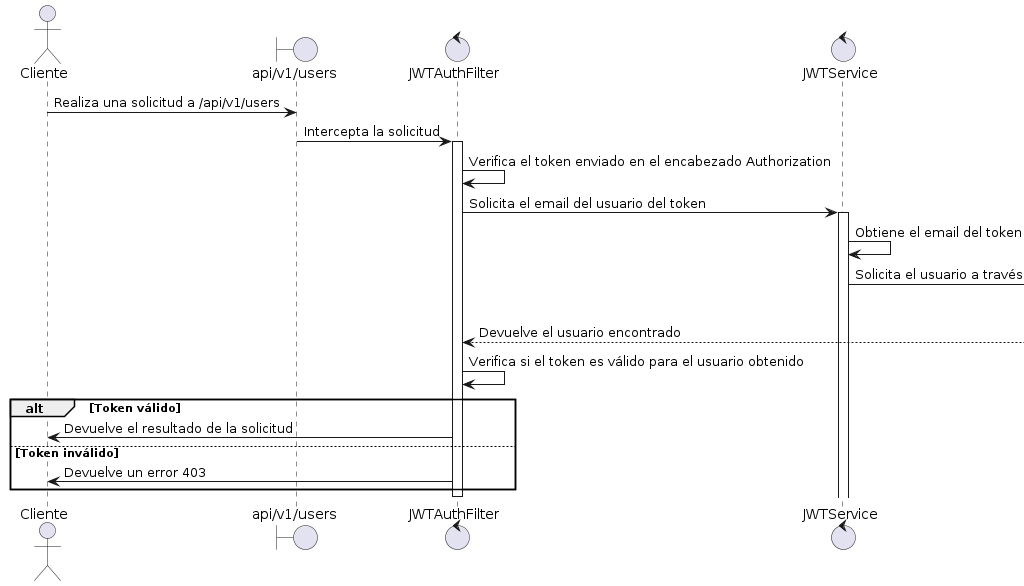 Cliente
api/v1/users
JWTAuthFilter
JWTService
Realiza una solicitud a /api/v1/users
Intercepta la solicitud
Verifica el token enviado en el encabezado Authorization
Solicita el email del usuario del token
Obtiene el email del token
Solicita el usuario a través
Devuelve el usuario encontrado
Verifica si el token es válido para el usuario obtenido
alt [Token válido]
Devuelve el resultado de la solicitud
[Token inválido]
Devuelve un error 403
Cliente
api/v1/users
JWTAuthFilter
JWTService